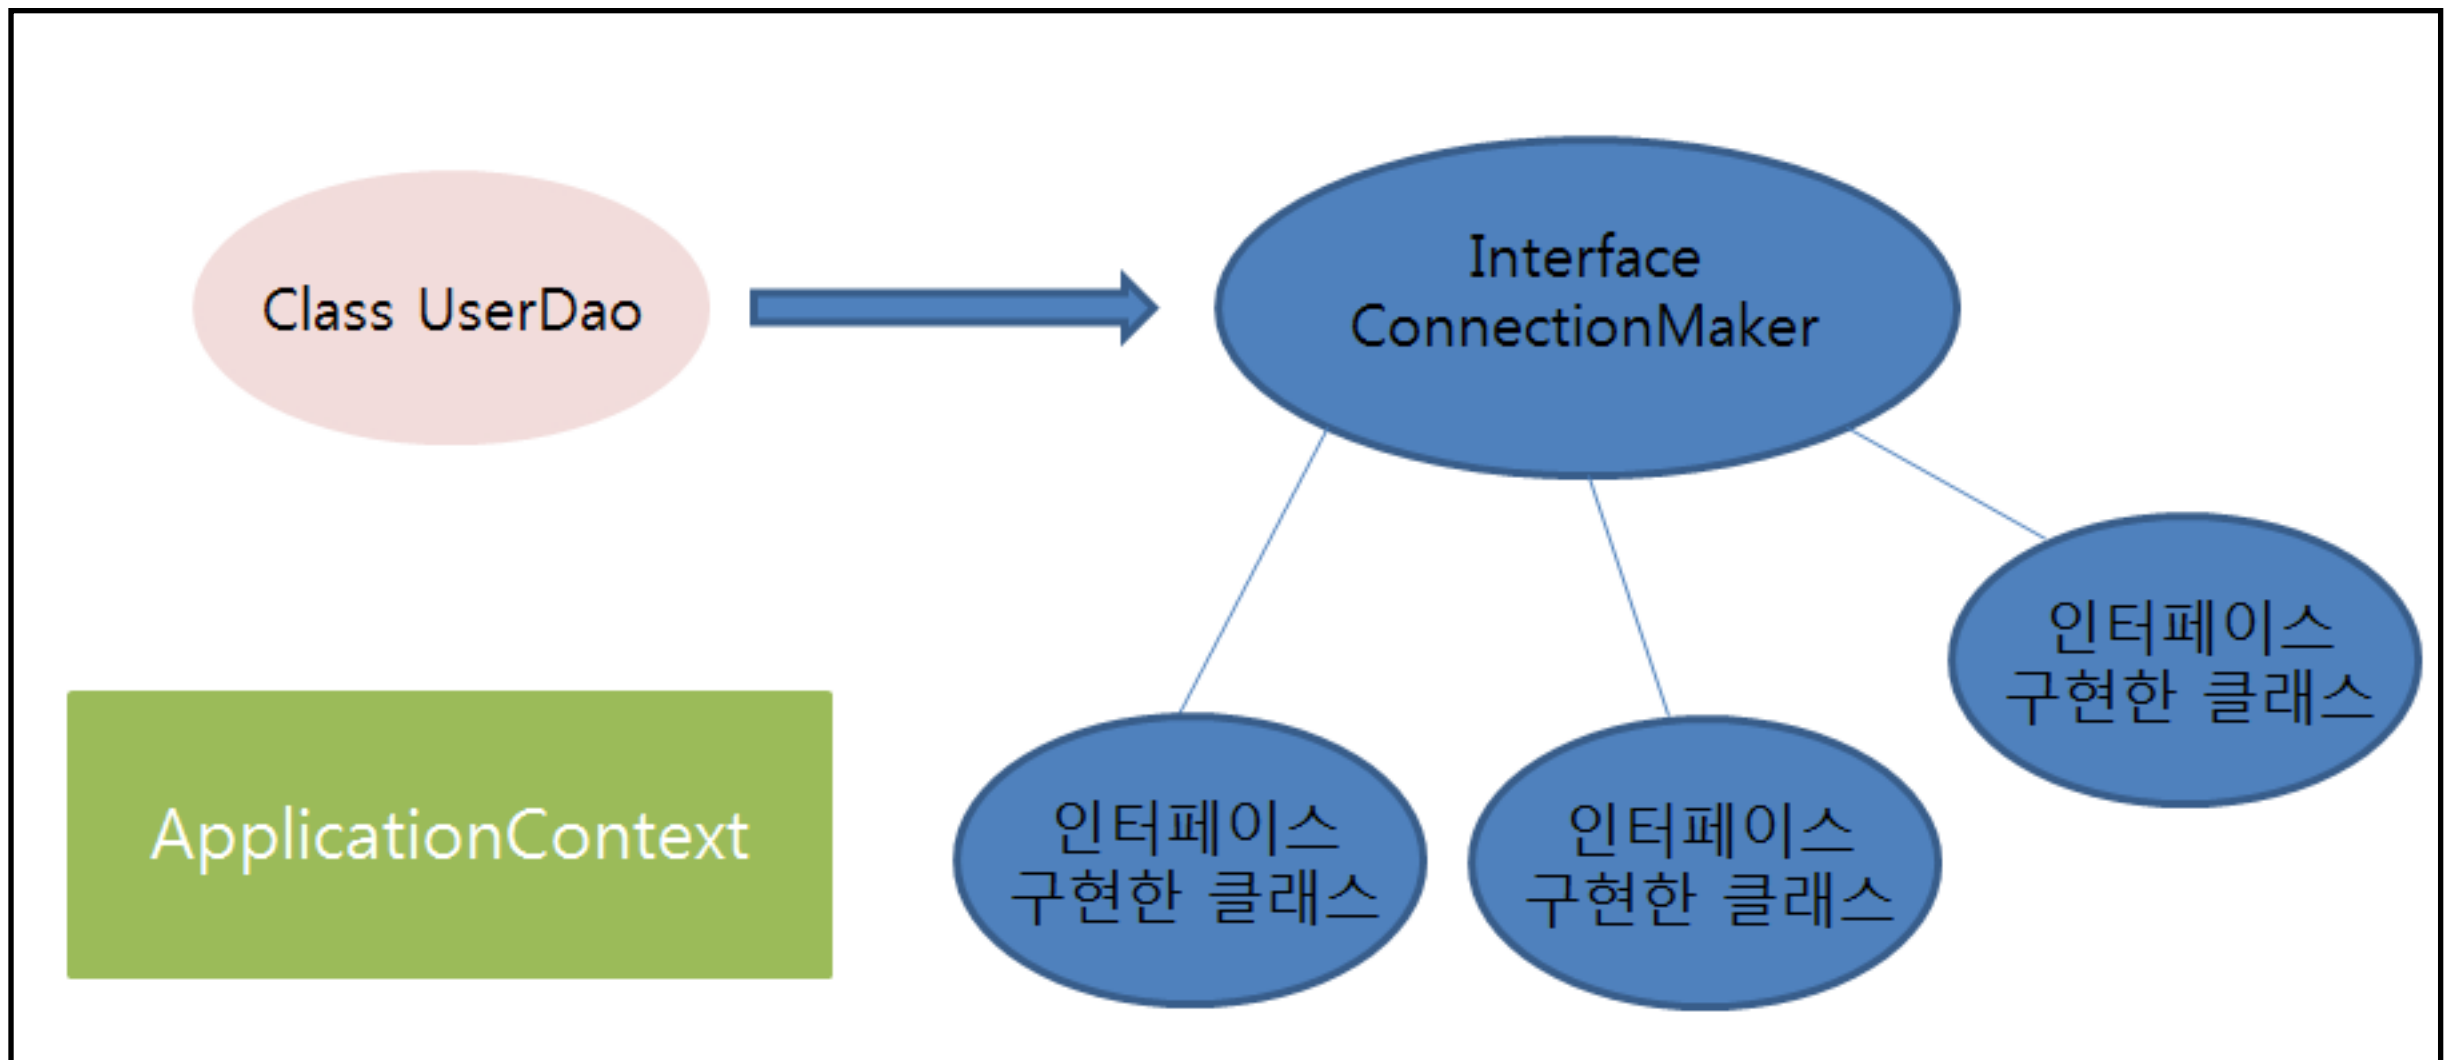 Class UserDao
Interface
ConnectionMaker
인터페이스
구현한 클래스
ApplicationContext
인터페이스
구현한 클래스
인터페이스
구현한 클래스